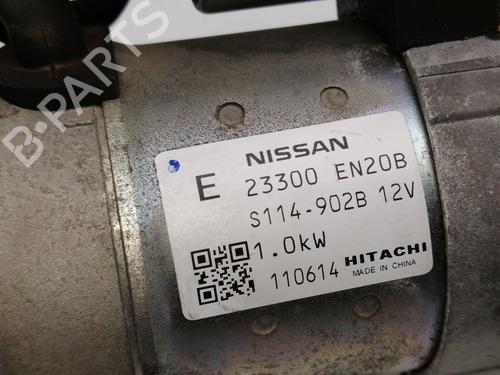 B-PARTS
NISSAN
E 23300 EN20B
S114-902B 12V
1.0kW
110614 HITACHI
MADE IN CHINA